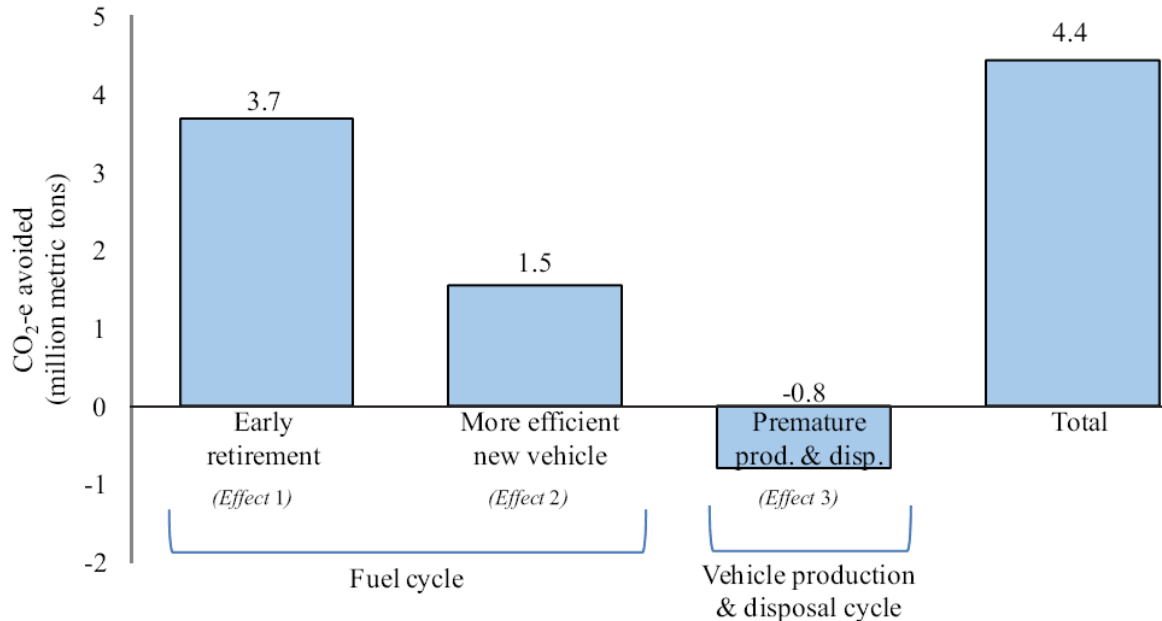 CO₂-e avoided
(million metric tons)
5
4
3
2
1
0
-1
-2
3.7
1.5
-0.8
4.4
Early
retirement
(Effect 1)
More efficient
new vehicle
(Effect 2)
Premature
prod. & disp.
(Effect 3)
Total
Fuel cycle
Vehicle production
& disposal cycle